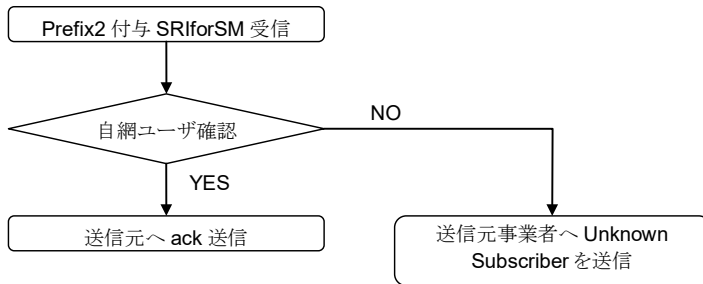 Prefix2 付与 SRIforSM 受信
自網ユーザ確認
NO
YES
送信元へ ack 送信
送信元事業者へ Unknown
Subscriber を送信